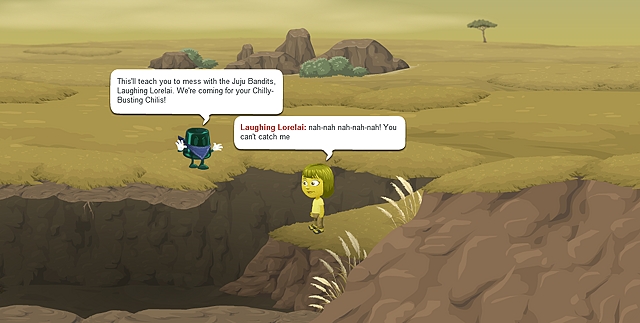 This'll teach you to mess with the Juju Bandits,
Laughing Lorelai. We're coming for your Chilly-
Busting Chilis!
Laughing Lorelai: nah-nah nah-nah-nah! You
can't catch me